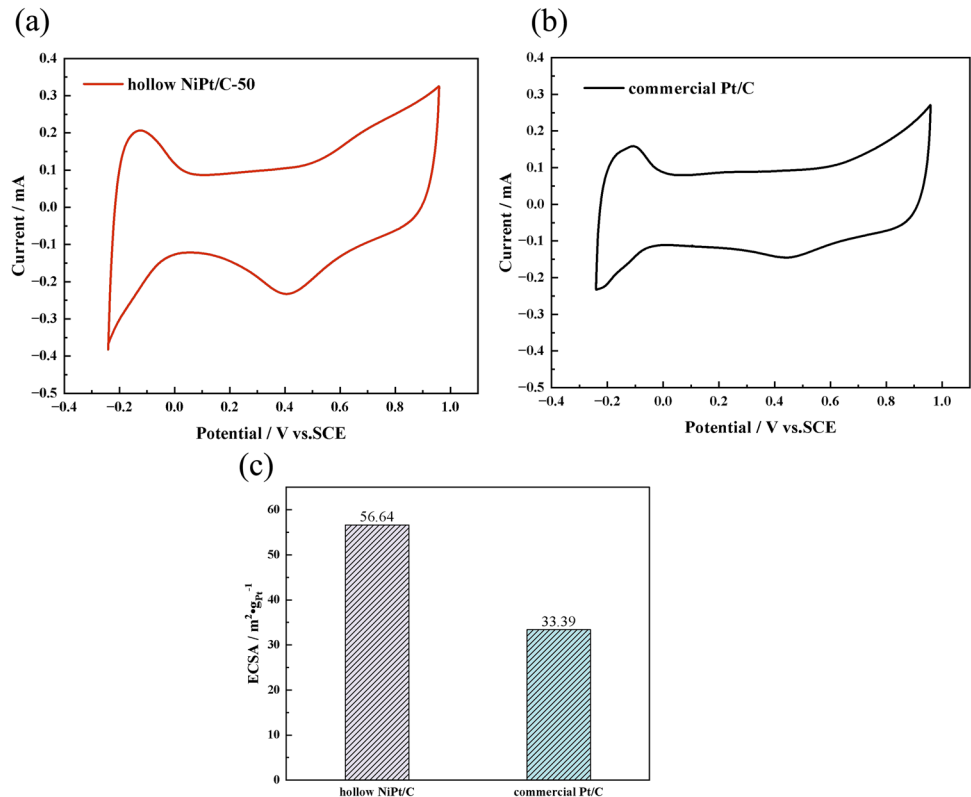 (a)
hollow NiPt/C-50
0.4
0.3
0.2
0.1
0.0
−0.1
−0.2
−0.3
−0.4
−0.5
Current / mA
−0.4 −0.2 0.0 0.2 0.4 0.6 0.8 1.0
Potential / V vs.SCE
(b)
commercial Pt/C
0.4
0.3
0.2
0.1
0.0
−0.1
−0.2
−0.3
−0.4
−0.5
Current / mA
−0.4 −0.2 0.0 0.2 0.4 0.6 0.8 1.0
Potential / V vs.SCE
(c)
60
50
40
30
20
10
0
ECSA / m²•gPt⁻¹
56.64
33.39
hollow NiPt/C commercial Pt/C